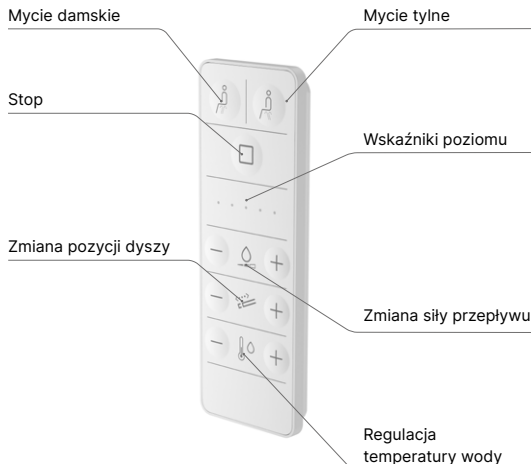 Mycie damskie
Mycie tylne
Stop
Wskaźniki poziomu
Zmiana pozycji dyszy
Zmiana siły przepływu
Regulacja
temperatury wody